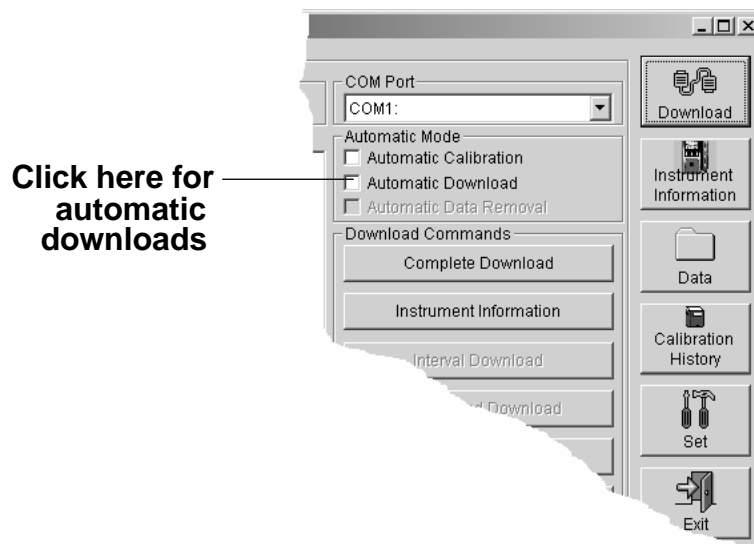 Click here for
automatic
downloads
COM Port
COM1:
Automatic Mode
Automatic Calibration
Automatic Download
Automatic Data Removal
Download Commands
Complete Download
Instrument Information
Interval Download
Download
Download
Instrument
Information
Data
Calibration
History
Set
Exit